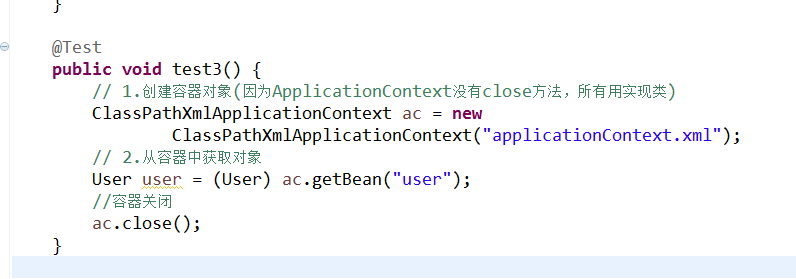 }
@Test
public void test3() {
// 1.创建容器对象(因为ApplicationContext没有close方法，所有用实现类)
ClassPathXmlApplicationContext ac = new
ClassPathXmlApplicationContext("applicationContext.xml");
// 2.从容器中获取对象
User user = (User) ac.getBean("user");
//容器关闭
ac.close();
}